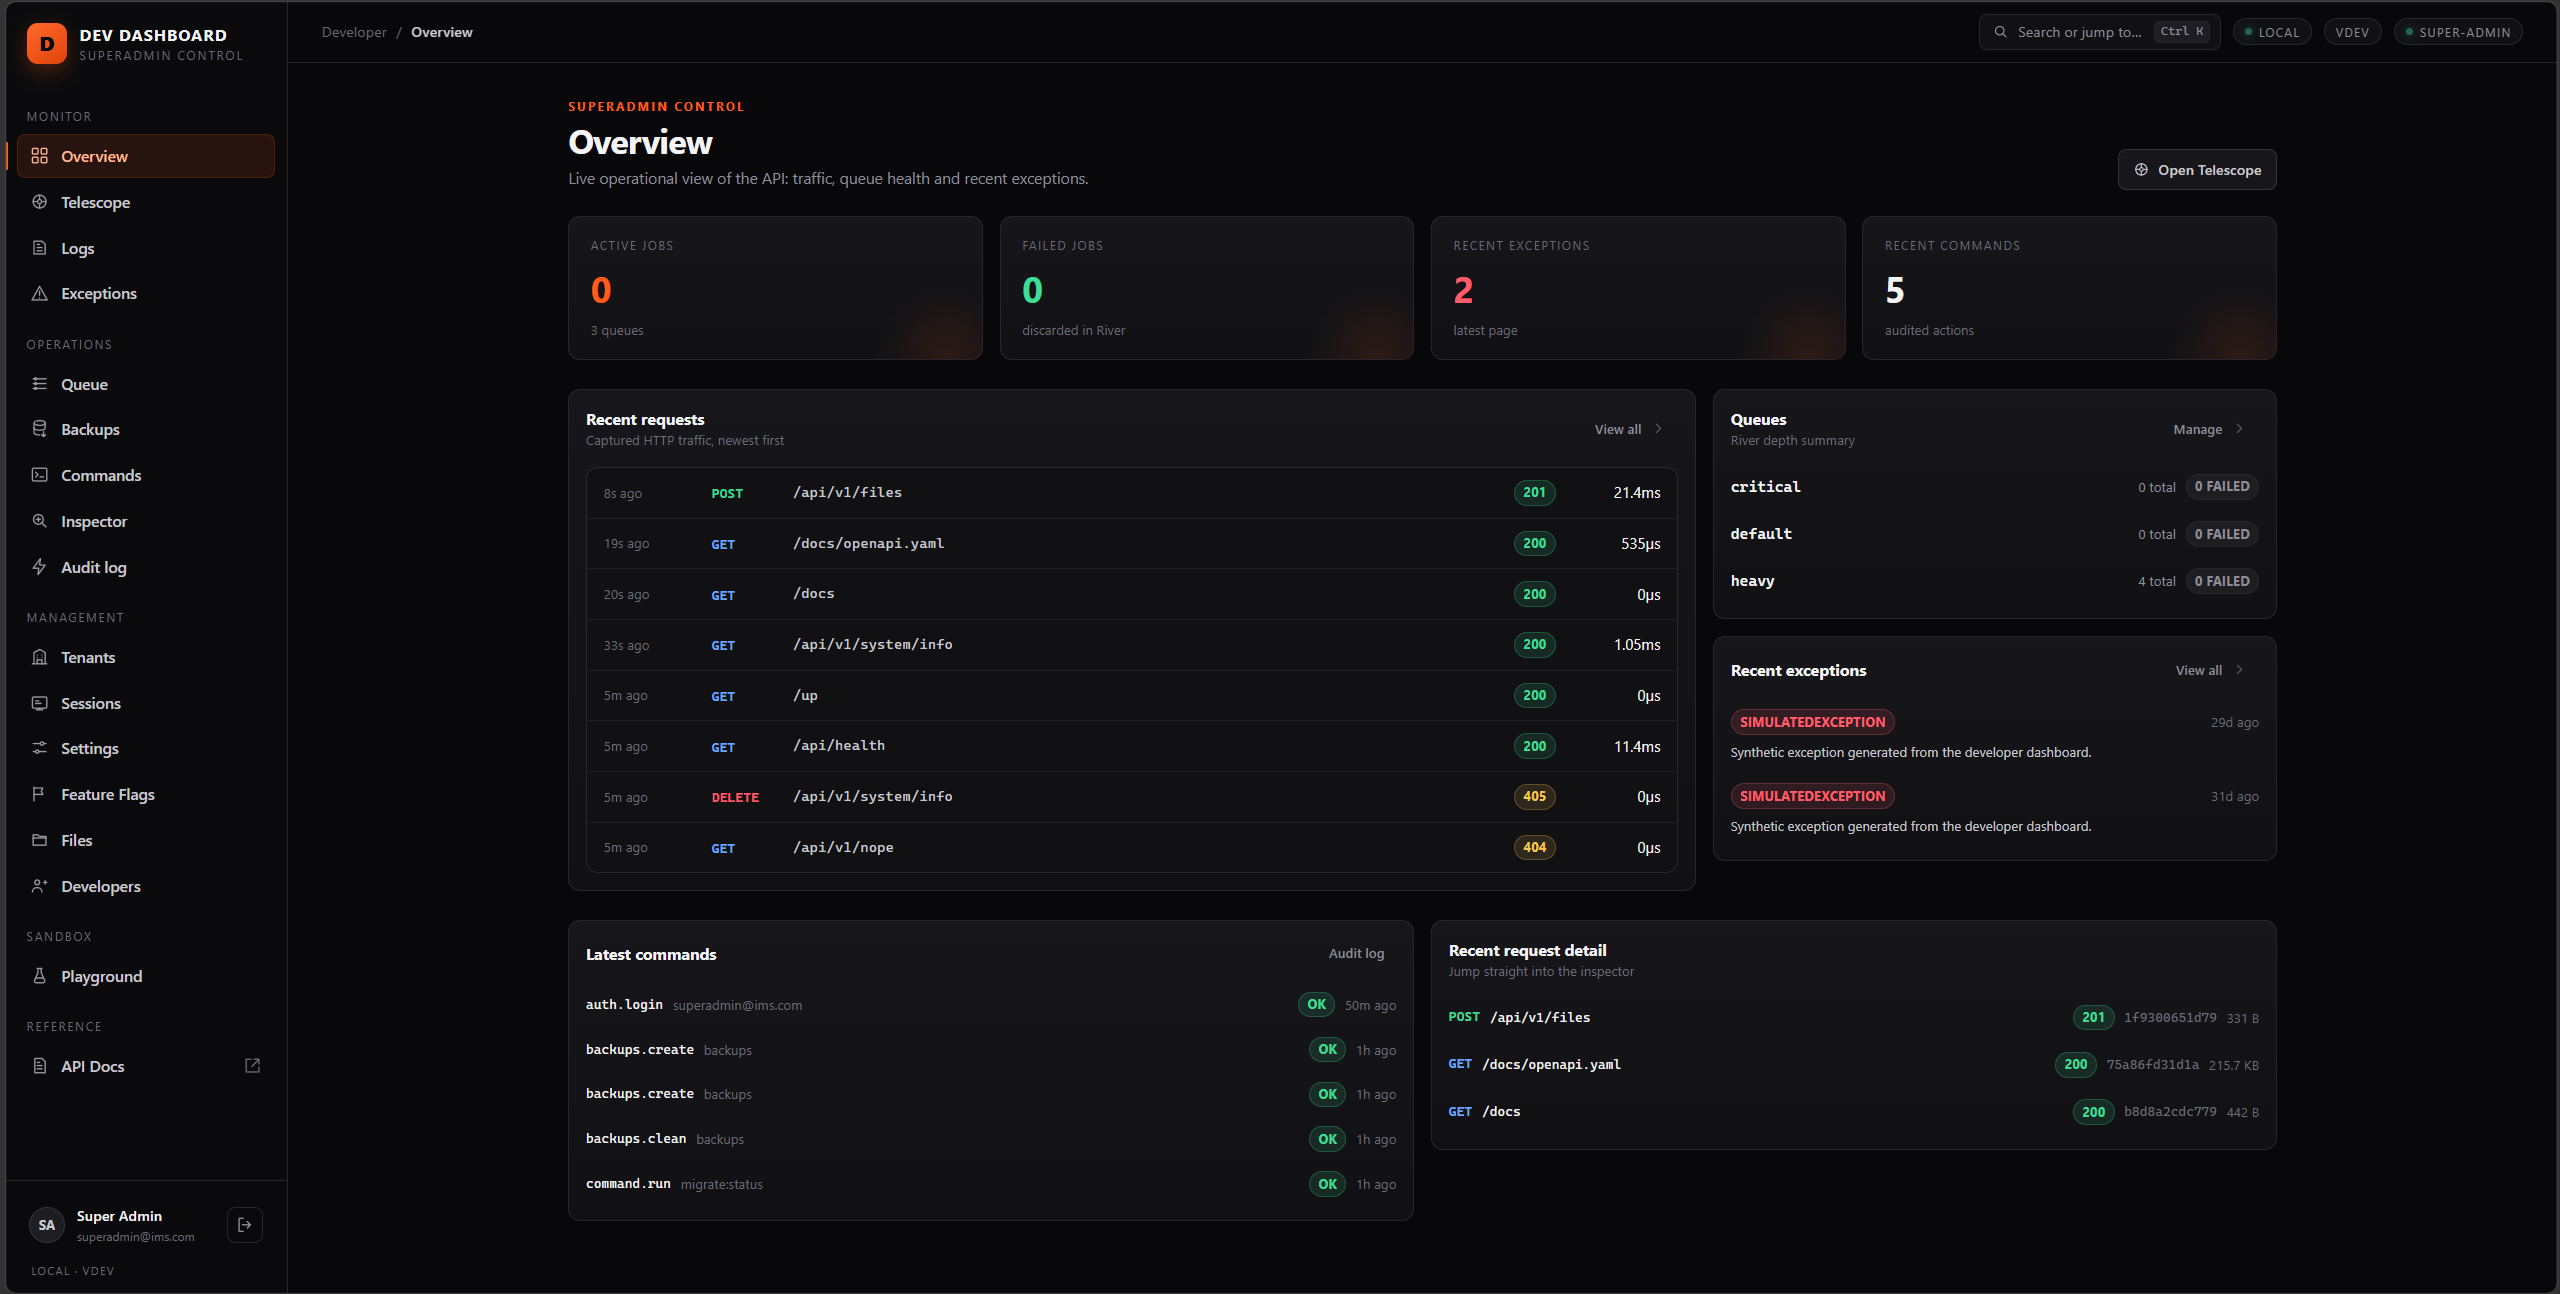 D
DEV DASHBOARD
SUPERADMIN CONTROL
MONITOR
Overview
Telescope
Logs
Exceptions
OPERATIONS
Queue
Backups
Commands
Inspector
Audit log
MANAGEMENT
Tenants
Sessions
Settings
Feature Flags
Files
Developers
SANDBOX
Playground
REFERENCE
API Docs
SA
Super Admin
superadmin@ims.com
LOCAL · VDEV
Developer / Overview
Search or jump to... Ctrl K
LOCAL
VDEV
SUPER-ADMIN
SUPERADMIN CONTROL
Overview
Live operational view of the API: traffic, queue health and recent exceptions.
Open Telescope
ACTIVE JOBS
0
3 queues
FAILED JOBS
0
discarded in River
RECENT EXCEPTIONS
2
latest page
RECENT COMMANDS
5
audited actions
Recent requests
Captured HTTP traffic, newest first
View all
8s ago POST /api/v1/files 201 21.4ms
19s ago GET /docs/openapi.yaml 200 535µs
20s ago GET /docs 200 0µs
33s ago GET /api/v1/system/info 200 1.05ms
5m ago GET /up 200 0µs
5m ago GET /api/health 200 11.4ms
5m ago DELETE /api/v1/system/info 405 0µs
5m ago GET /api/v1/nope 404 0µs
Queues
River depth summary
Manage
critical 0 total 0 FAILED
default 0 total 0 FAILED
heavy 4 total 0 FAILED
Recent exceptions
View all
SIMULATEDEXCEPTION 29d ago
Synthetic exception generated from the developer dashboard.
SIMULATEDEXCEPTION 31d ago
Synthetic exception generated from the developer dashboard.
Latest commands
Audit log
auth.login superadmin@ims.com OK 50m ago
backups.create backups OK 1h ago
backups.create backups OK 1h ago
backups.clean backups OK 1h ago
command.run migrate:status OK 1h ago
Recent request detail
Jump straight into the inspector
POST /api/v1/files 201 1f9300651d79 331 B
GET /docs/openapi.yaml 200 75a86fd31d1a 215.7 KB
GET /docs 200 b8d8a2cdc779 442 B